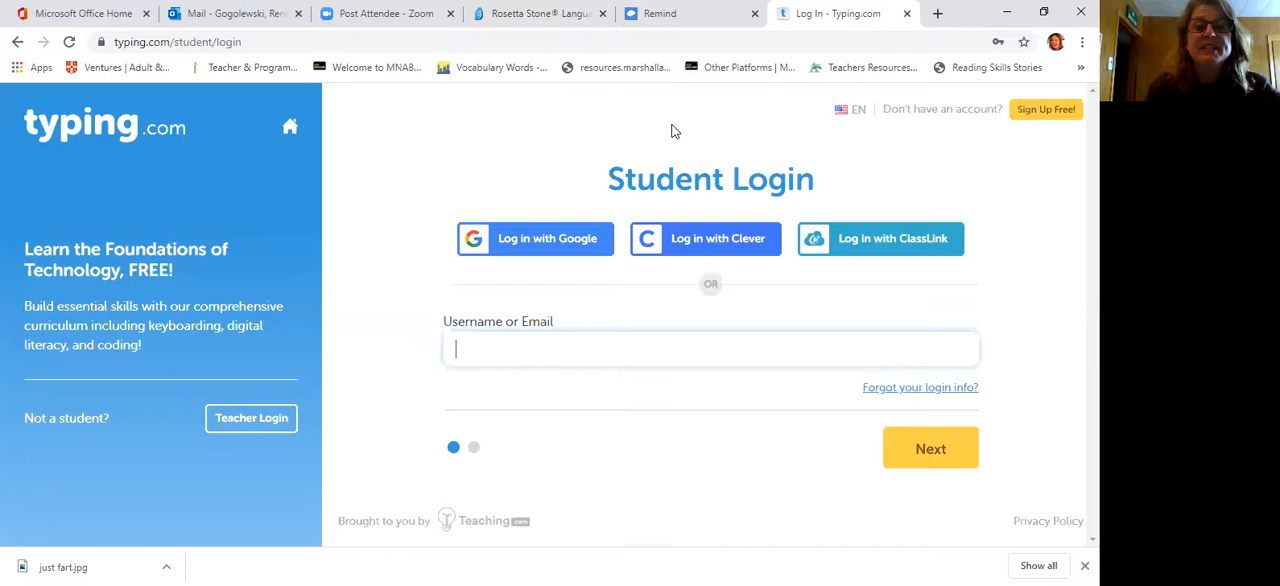 Microsoft Office Home
Mail - Gogolewski, Ren
Post Attendee - Zoom
Rosetta Stone® Langu
Remind
Log In - Typing.com
typing.com/student/login
Apps
Ventures | Adult &...
Teacher & Program...
Welcome to MNAB...
Vocabulary Words -...
resources.marshalla...
Other Platforms | M...
Teachers Resources...
Reading Skills Stories
»
typing.com
EN
Don't have an account?
Sign Up Free!
Student Login
Log in with Google
C
Log in with Clever
Log in with ClassLink
OR
Learn the Foundations of
Technology, FREE!
Build essential skills with our comprehensive
curriculum including keyboarding, digital
literacy, and coding!
Username or Email
Forgot your login info?
Not a student?
Teacher Login
Next
Brought to you by
Teaching.com
Privacy Policy
just fart.jpg
Show all